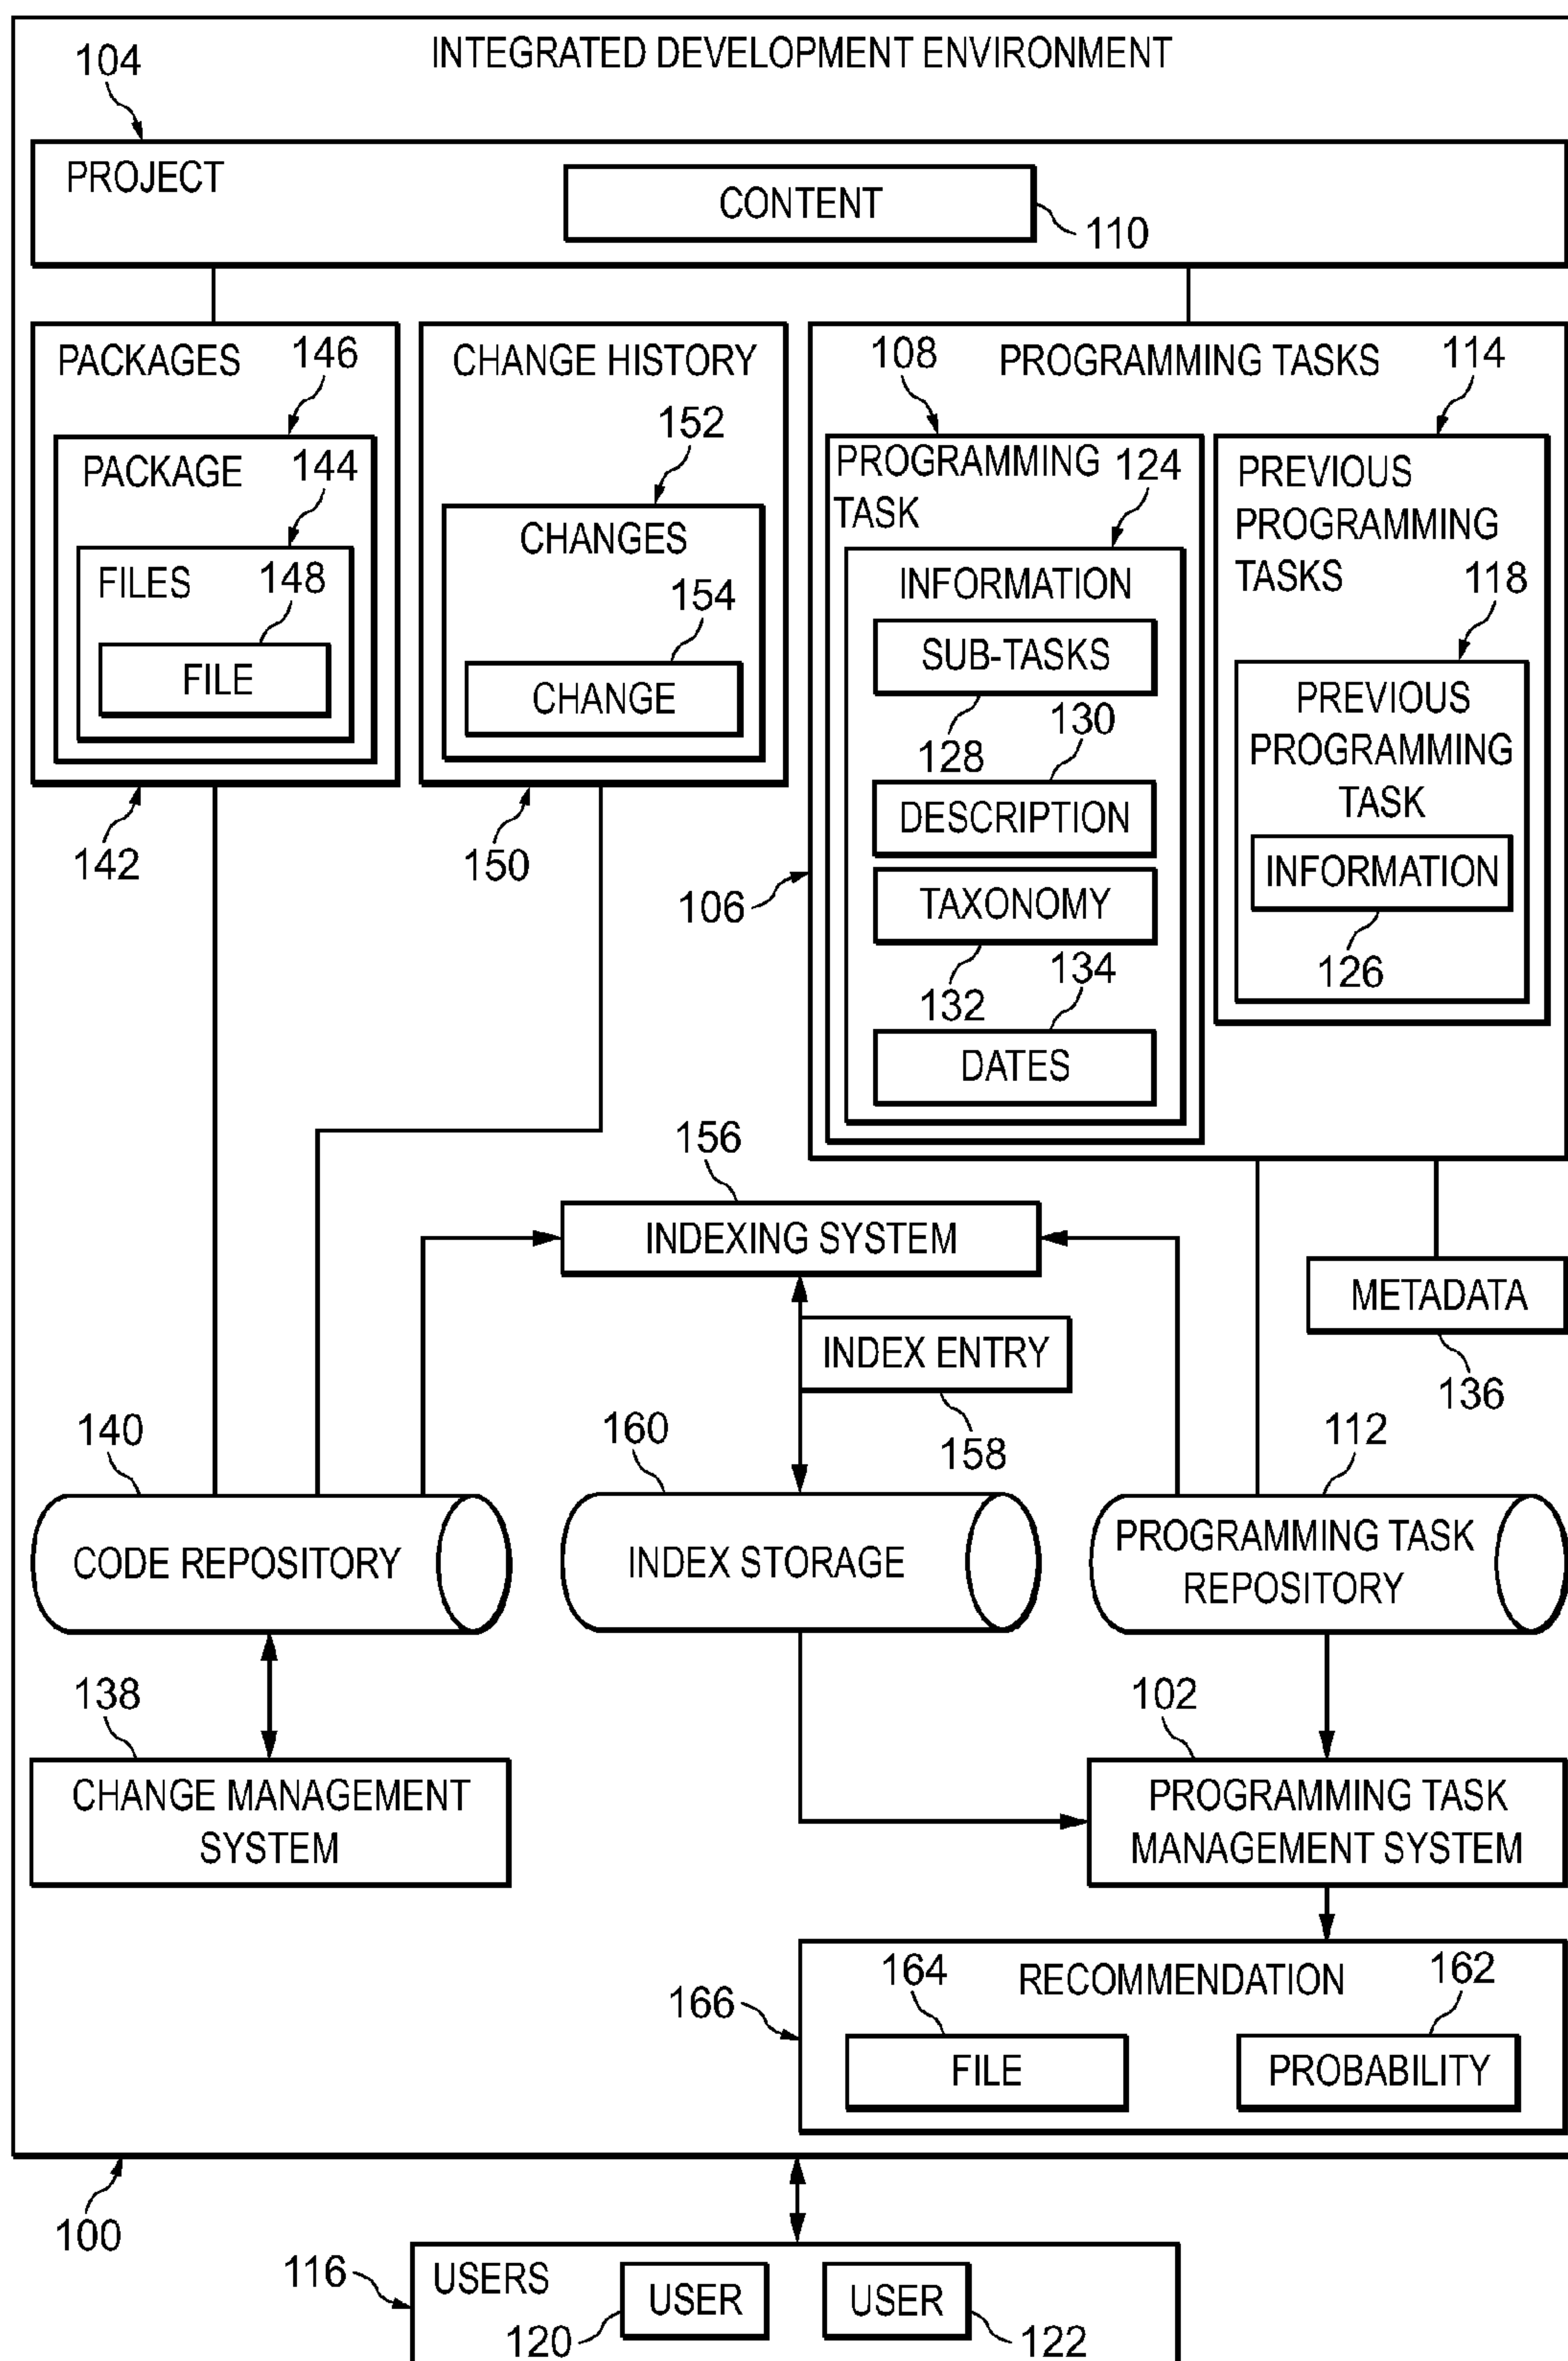 INTEGRATED DEVELOPMENT ENVIRONMENT
104
PROJECT
CONTENT
110
PACKAGES
146
PACKAGE
144
FILES
148
FILE
142
CHANGE HISTORY
152
CHANGES
154
CHANGE
150
PROGRAMMING TASKS
108
114
PROGRAMMING
TASK
124
INFORMATION
SUB-TASKS
128
130
DESCRIPTION
TAXONOMY
132
134
DATES
106
PREVIOUS
PROGRAMMING
TASKS
118
PREVIOUS
PROGRAMMING
TASK
INFORMATION
126
156
INDEXING SYSTEM
METADATA
136
INDEX ENTRY
158
140
CODE REPOSITORY
160
INDEX STORAGE
112
PROGRAMMING TASK
REPOSITORY
138
CHANGE MANAGEMENT
SYSTEM
102
PROGRAMMING TASK
MANAGEMENT SYSTEM
166
164
RECOMMENDATION
162
FILE
PROBABILITY
100
116
USERS
USER
USER
120
122